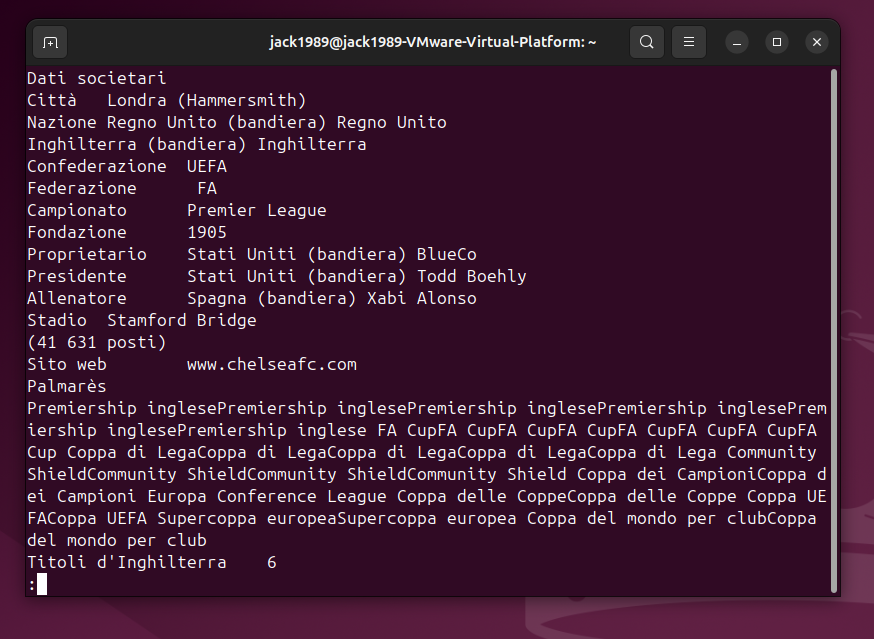 jack1989@jack1989-VMware-Virtual-Platform: ~
Dati societari
Città   Londra (Hammersmith)
Nazione Regno Unito (bandiera) Regno Unito
Inghilterra (bandiera) Inghilterra
Confederazione  UEFA
Federazione      FA
Campionato      Premier League
Fondazione      1905
Proprietario    Stati Uniti (bandiera) BlueCo
Presidente      Stati Uniti (bandiera) Todd Boehly
Allenatore      Spagna (bandiera) Xabi Alonso
Stadio  Stamford Bridge
(41 631 posti)
Sito web        www.chelseafc.com
Palmarès
Premiership inglesePremiership inglesePremiership inglesePremiership inglesePrem
iership inglesePremiership inglese FA CupFA CupFA CupFA CupFA CupFA CupFA CupFA
Cup Coppa di LegaCoppa di LegaCoppa di LegaCoppa di LegaCoppa di Lega Community
ShieldCommunity ShieldCommunity ShieldCommunity Shield Coppa dei CampioniCoppa d
ei Campioni Europa Conference League Coppa delle CoppeCoppa delle Coppe Coppa UE
FACoppa UEFA Supercoppa europeaSupercoppa europea Coppa del mondo per clubCoppa
del mondo per club
Titoli d'Inghilterra    6
: